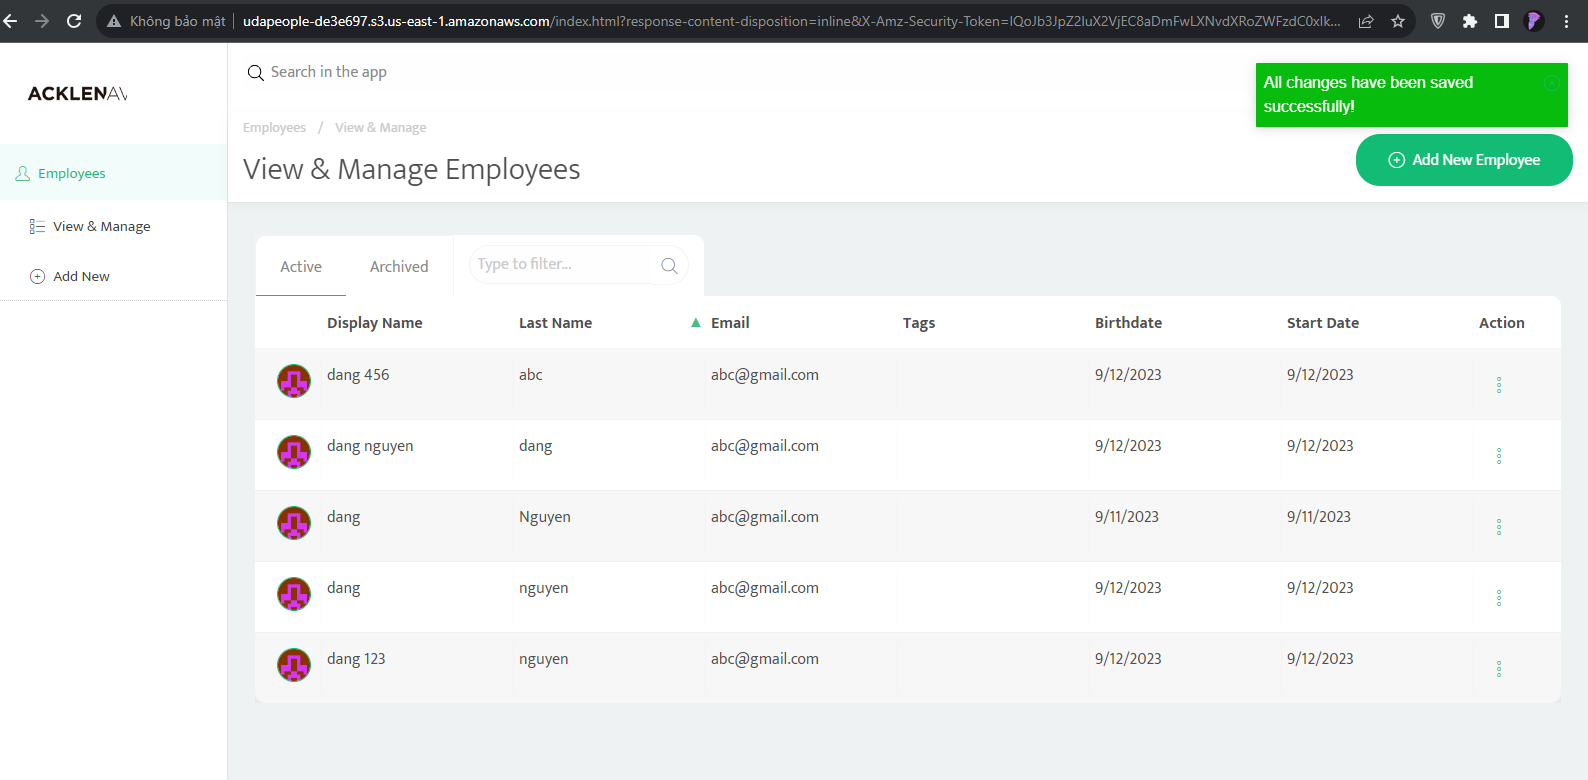 Không bảo mật udapeople-de3e697.s3.us-east-1.amazonaws.com/index.html?response-content-disposition=inline&X-Amz-Security-Token=IQoJb3JpZ2luX2VjEC8aDmFwLXNvdXRoZWFzdC0xIk...
ACKLENAV
Search in the app
All changes have been saved
successfully!
Employees / View & Manage
View & Manage Employees
Add New Employee
Employees
View & Manage
Add New
Active Archived Type to filter...
Display Name Last Name Email Tags Birthdate Start Date Action
dang 456 abc abc@gmail.com 9/12/2023 9/12/2023
dang nguyen dang abc@gmail.com 9/12/2023 9/12/2023
dang Nguyen abc@gmail.com 9/11/2023 9/11/2023
dang nguyen abc@gmail.com 9/12/2023 9/12/2023
dang 123 nguyen abc@gmail.com 9/12/2023 9/12/2023